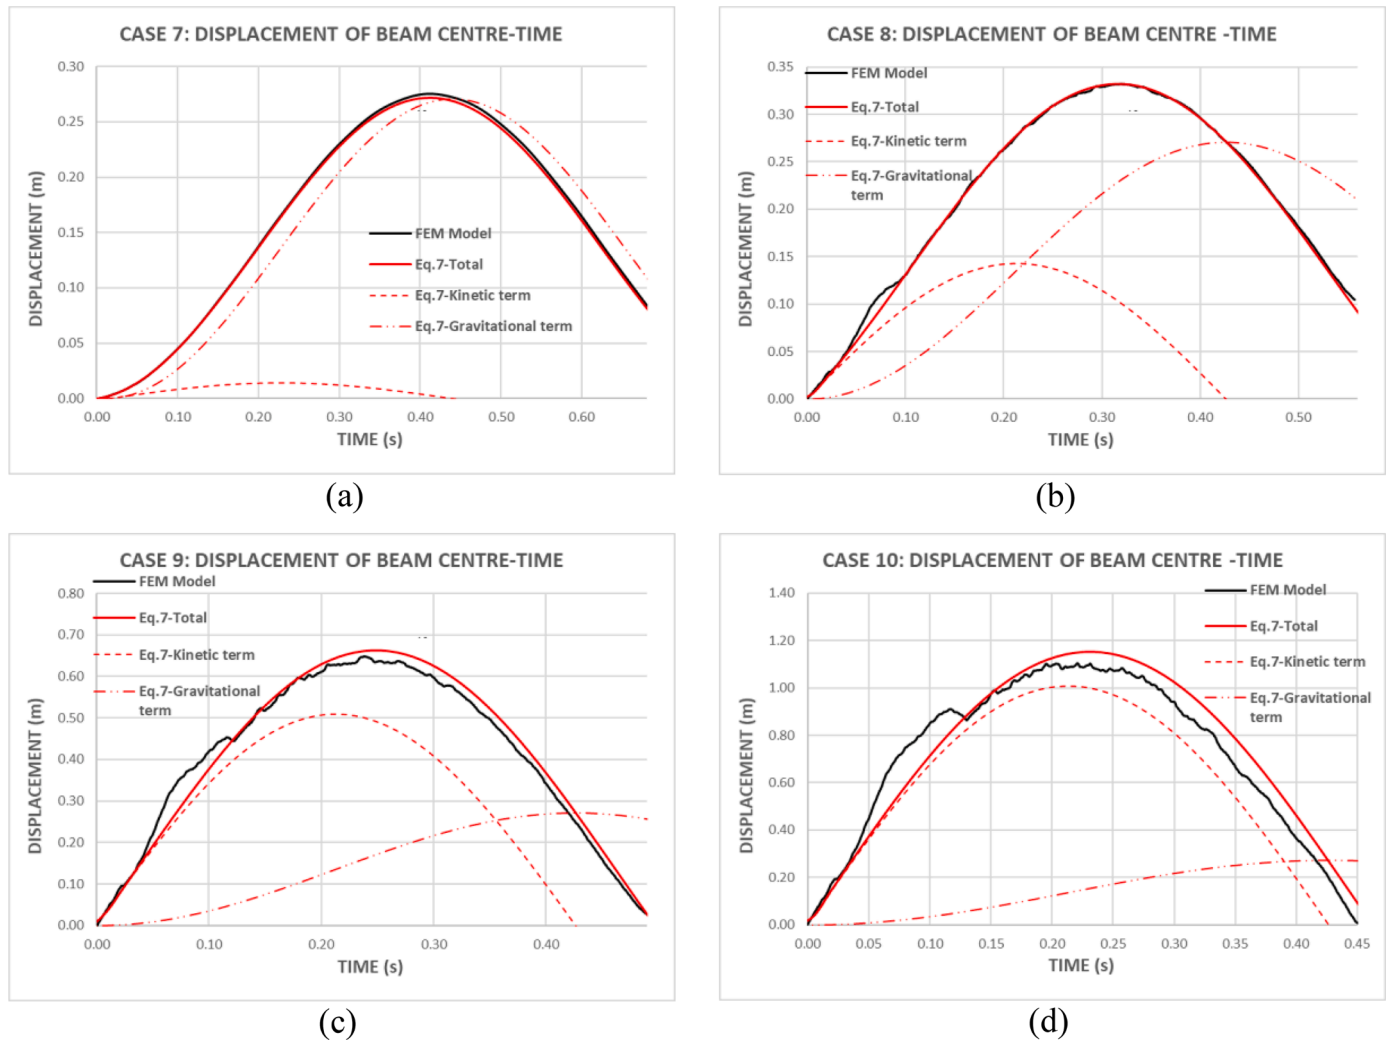 CASE 7: DISPLACEMENT OF BEAM CENTRE-TIME
0.30
0.25
0.20
0.15
0.10
0.05
0.00
DISPLACEMENT (m)
FEM Model
Eq.7-Total
Eq.7-Kinetic term
Eq.7-Gravitational term
0.00 0.10 0.20 0.30 0.40 0.50 0.60
TIME (s)
(a)
CASE 8: DISPLACEMENT OF BEAM CENTRE -TIME
0.35
0.30
0.25
0.20
0.15
0.10
0.05
0.00
DISPLACEMENT (m)
FEM Model
Eq.7-Total
Eq.7-Kinetic term
Eq.7-Gravitational
term
0.00 0.10 0.20 0.30 0.40 0.50
TIME (s)
(b)
CASE 9: DISPLACEMENT OF BEAM CENTRE-TIME
0.80
0.70
0.60
0.50
0.40
0.30
0.20
0.10
0.00
DISPLACEMENT (m)
FEM Model
Eq.7-Total
Eq.7-Kinetic term
Eq.7-Gravitational
term
0.00 0.10 0.20 0.30 0.40
TIME (s)
(c)
CASE 10: DISPLACEMENT OF BEAM CENTRE -TIME
1.40
1.20
1.00
0.80
0.60
0.40
0.20
0.00
DISPLACEMENT (m)
FEM Model
Eq.7-Total
Eq.7-Kinetic term
Eq.7-Gravitational
term
0.00 0.05 0.10 0.15 0.20 0.25 0.30 0.35 0.40 0.45
TIME (s)
(d)